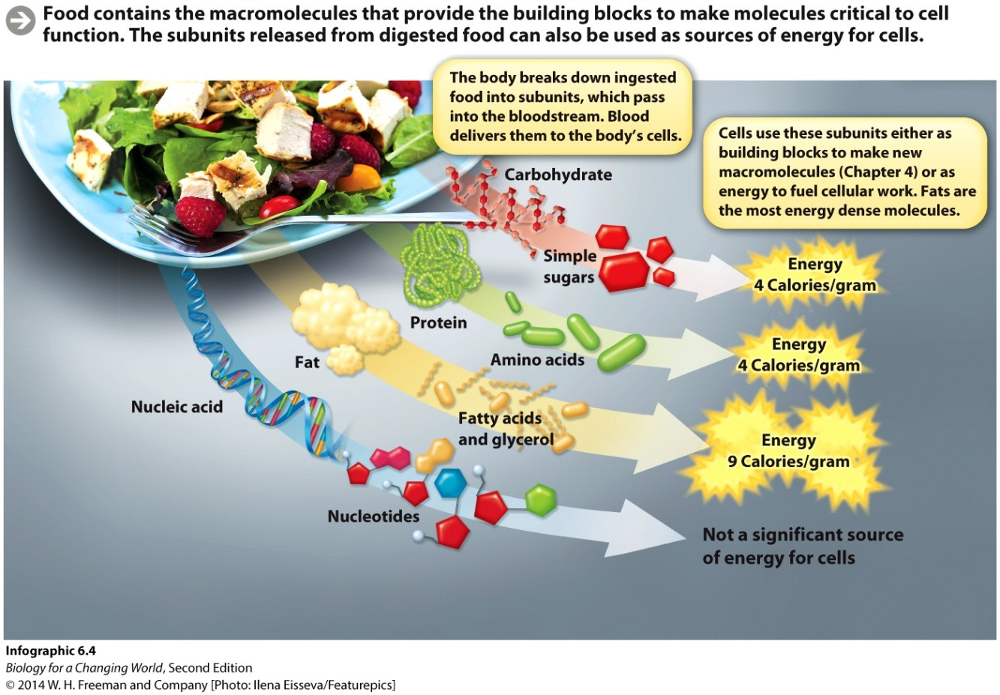 Food contains the macromolecules that provide the building blocks to make molecules critical to cell
function. The subunits released from digested food can also be used as sources of energy for cells.
The body breaks down ingested
food into subunits, which pass
into the bloodstream. Blood
delivers them to the body's cells.
Cells use these subunits either as
building blocks to make new
macromolecules (Chapter 4) or as
energy to fuel cellular work. Fats are
the most energy dense molecules.
Carbohydrate
Simple
sugars
Energy
4 Calories/gram
Protein
Amino acids
Energy
4 Calories/gram
Fat
Fatty acids
and glycerol
Energy
9 Calories/gram
Nucleic acid
Nucleotides
Not a significant source
of energy for cells
Infographic 6.4
Biology for a Changing World, Second Edition
© 2014 W. H. Freeman and Company [Photo: Ilena Eisseva/Featurepics]